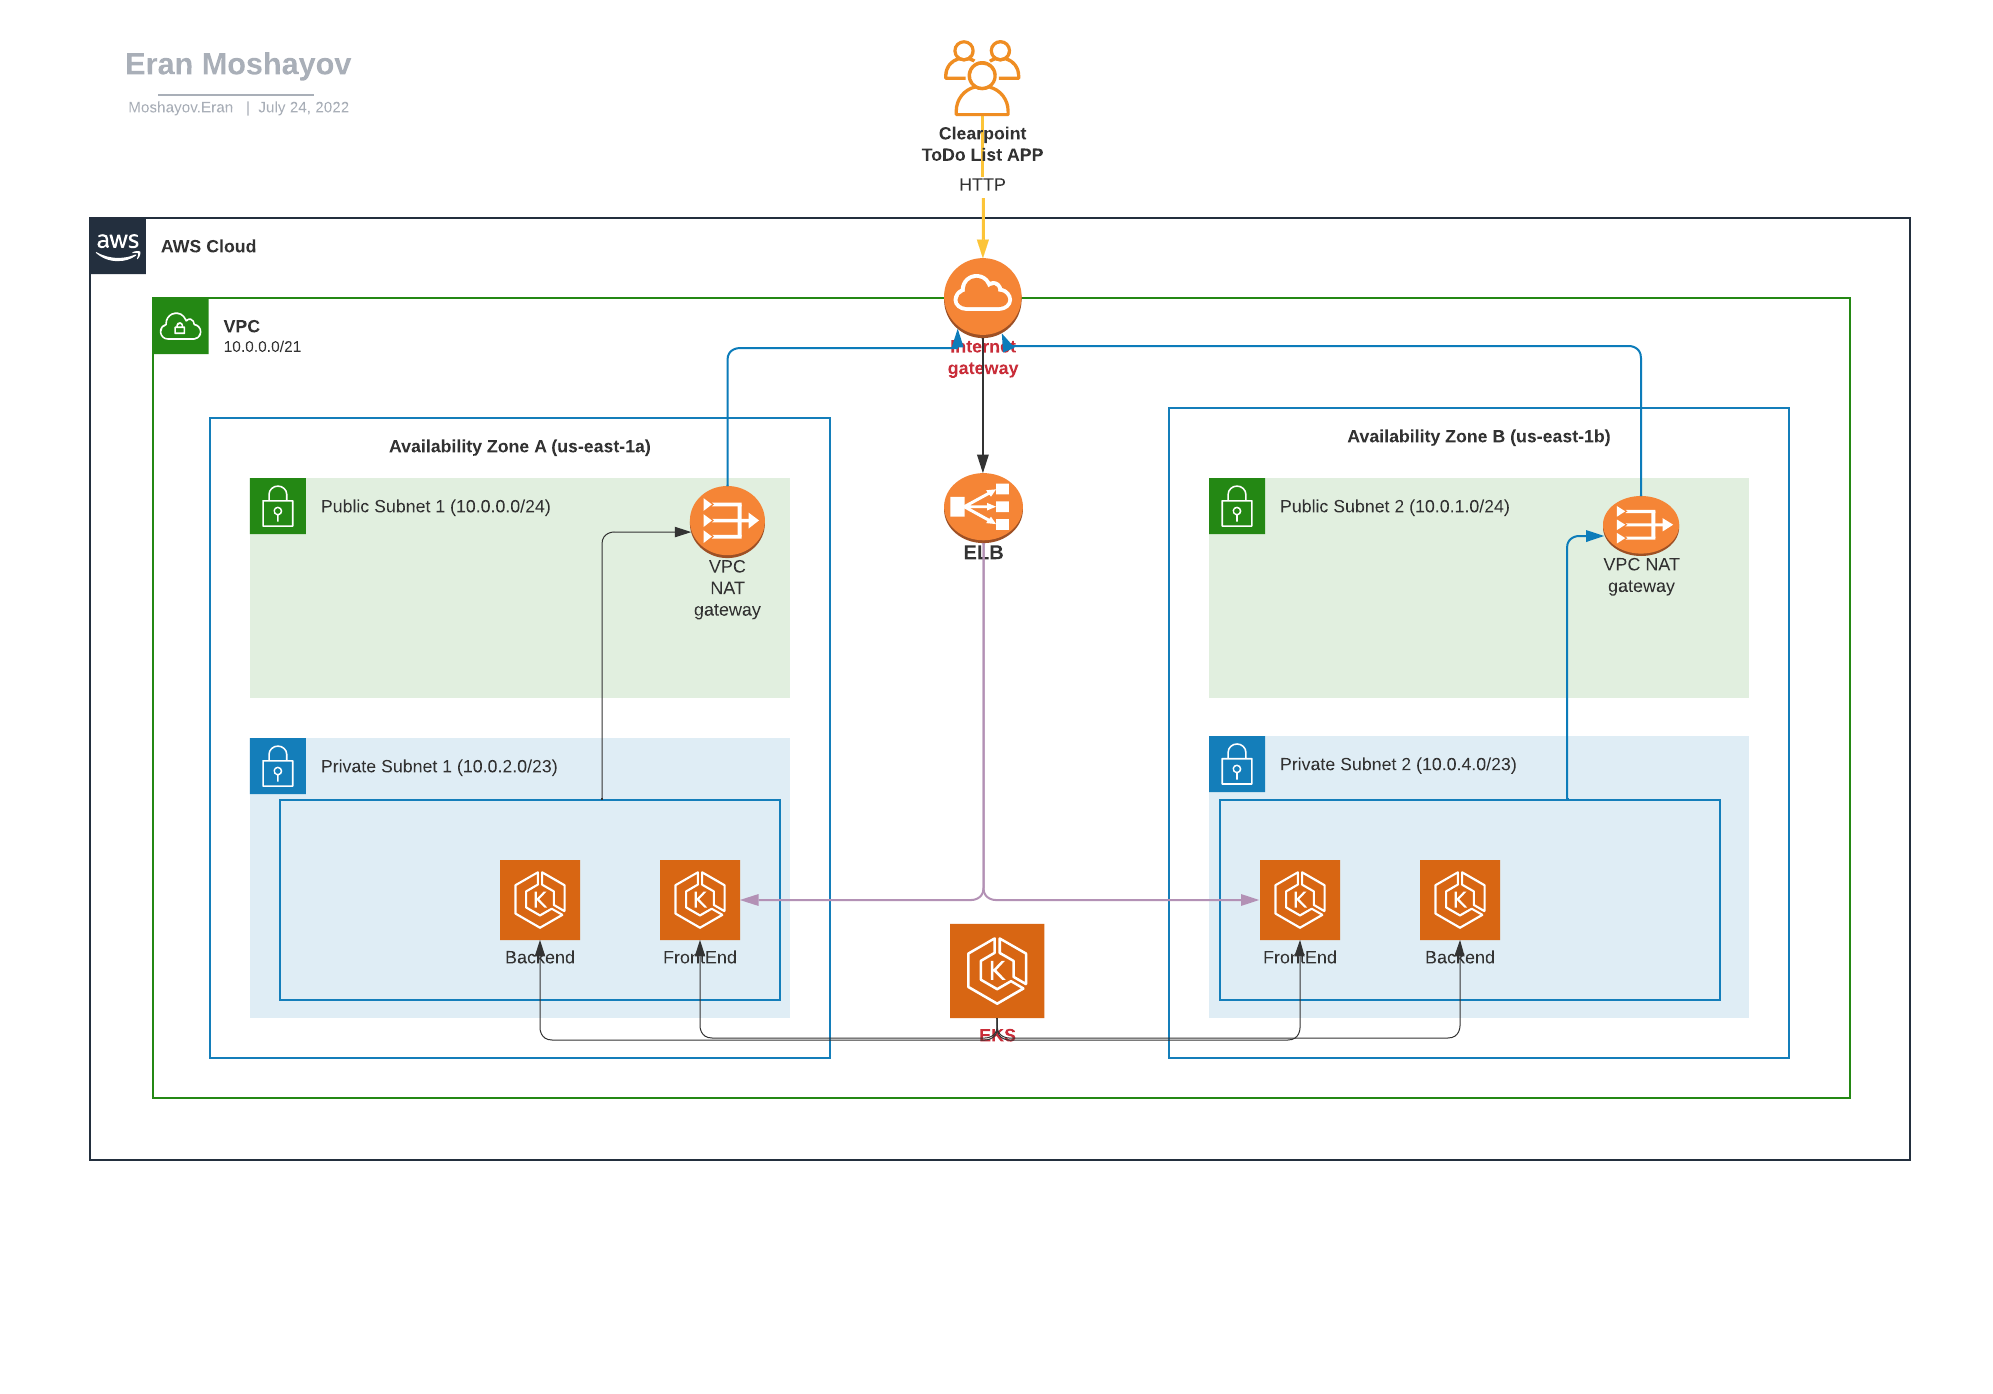 Eran Moshayov
Moshayov.Eran | July 24, 2022
Clearpoint
ToDo List APP
HTTP
aws
AWS Cloud
VPC
10.0.0.0/21
Internet
gateway
Availability Zone A (us-east-1a)
Availability Zone B (us-east-1b)
Public Subnet 1 (10.0.0.0/24)
Public Subnet 2 (10.0.1.0/24)
ELB
VPC
NAT
gateway
VPC NAT
gateway
Private Subnet 1 (10.0.2.0/23)
Private Subnet 2 (10.0.4.0/23)
K
K
K
K
Backend
FrontEnd
FrontEnd
Backend
K
EKS